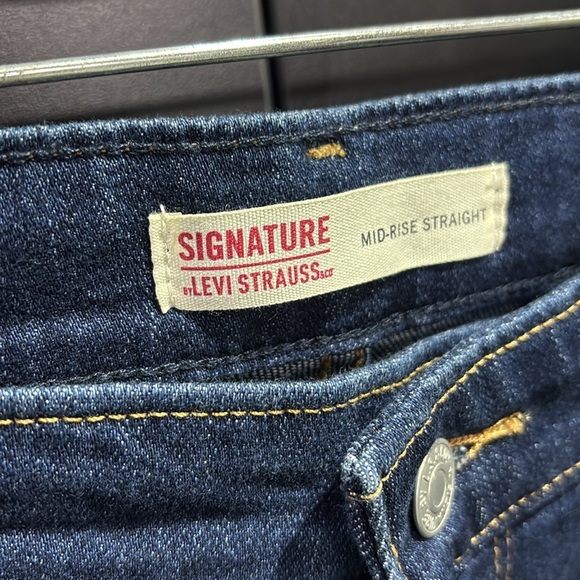 SIGNATURE
BY LEVI STRAUSS & CO.
MID-RISE STRAIGHT